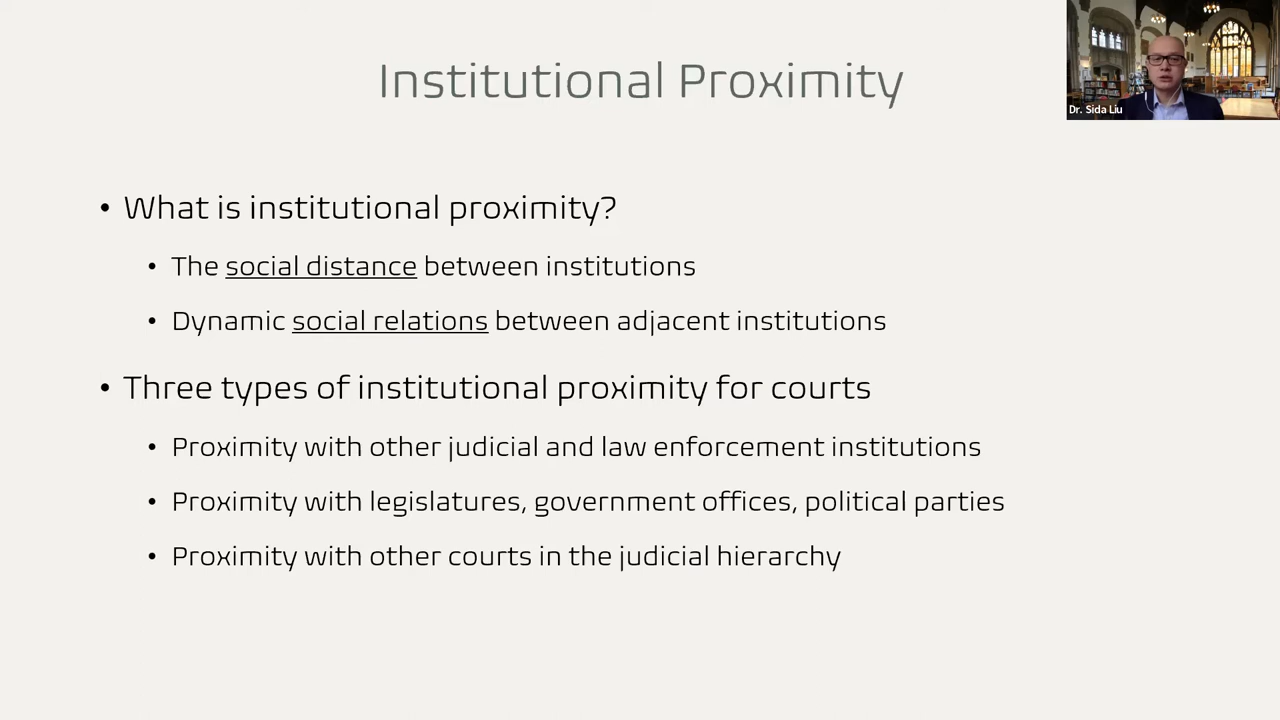 Institutional Proximity
Dr. Sida Liu
• What is institutional proximity?
• The social distance between institutions
• Dynamic social relations between adjacent institutions
• Three types of institutional proximity for courts
• Proximity with other judicial and law enforcement institutions
• Proximity with legislatures, government offices, political parties
• Proximity with other courts in the judicial hierarchy